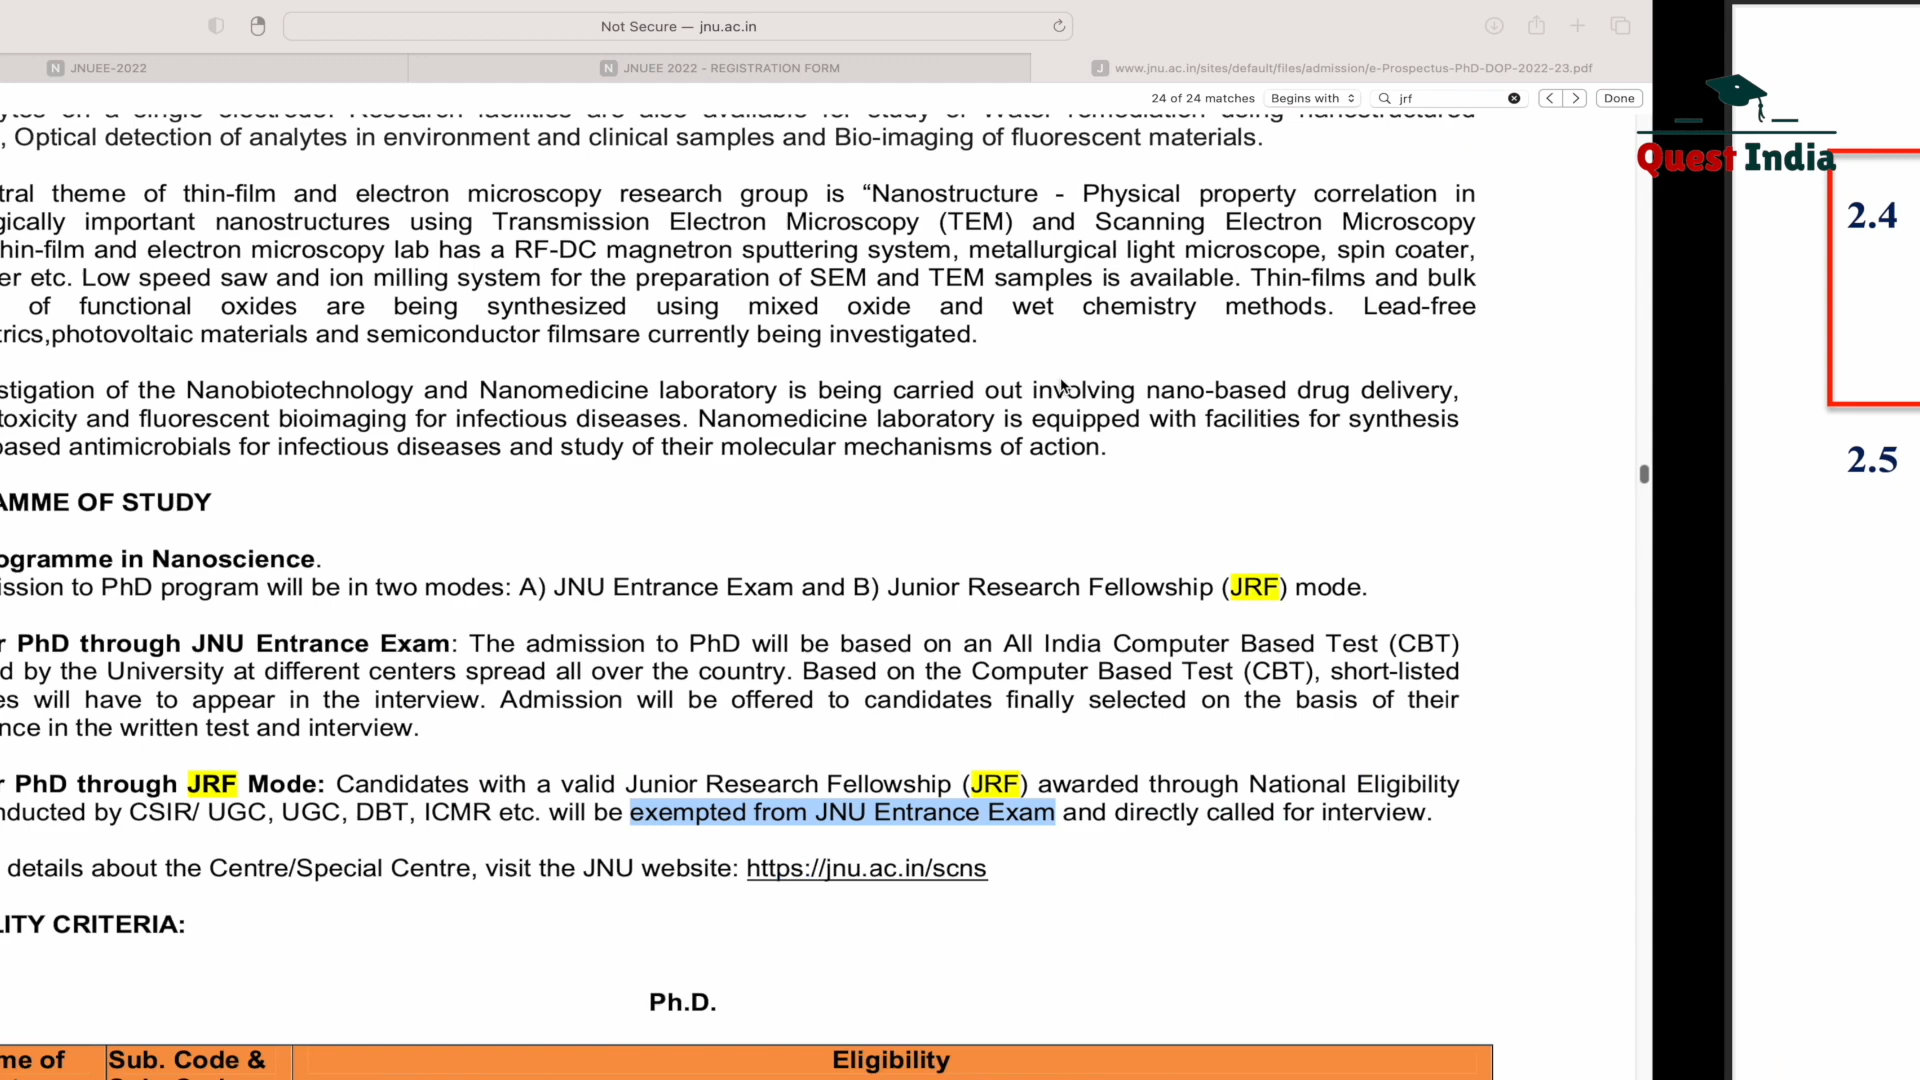 Not Secure — jnu.ac.in
JNUEE-2022
JNUEE 2022 - REGISTRATION FORM
www.jnu.ac.in/sites/default/files/admission/e-Prospectus-PhD-DOP-2022-23.pdf
24 of 24 matches Begins with jrf Done
Quest India
, Optical detection of analytes in environment and clinical samples and Bio-imaging of fluorescent materials.
tral theme of thin-film and electron microscopy research group is “Nanostructure - Physical property correlation in
gically important nanostructures using Transmission Electron Microscopy (TEM) and Scanning Electron Microscopy
hin-film and electron microscopy lab has a RF-DC magnetron sputtering system, metallurgical light microscope, spin coater,
er etc. Low speed saw and ion milling system for the preparation of SEM and TEM samples is available. Thin-films and bulk
of functional oxides are being synthesized using mixed oxide and wet chemistry methods. Lead-free
rics,photovoltaic materials and semiconductor filmsare currently being investigated.
stigation of the Nanobiotechnology and Nanomedicine laboratory is being carried out involving nano-based drug delivery,
toxicity and fluorescent bioimaging for infectious diseases. Nanomedicine laboratory is equipped with facilities for synthesis
based antimicrobials for infectious diseases and study of their molecular mechanisms of action.
AMME OF STUDY
ogramme in Nanoscience.
ission to PhD program will be in two modes: A) JNU Entrance Exam and B) Junior Research Fellowship (JRF) mode.
r PhD through JNU Entrance Exam: The admission to PhD will be based on an All India Computer Based Test (CBT)
d by the University at different centers spread all over the country. Based on the Computer Based Test (CBT), short-listed
es will have to appear in the interview. Admission will be offered to candidates finally selected on the basis of their
nce in the written test and interview.
r PhD through JRF Mode: Candidates with a valid Junior Research Fellowship (JRF) awarded through National Eligibility
nducted by CSIR/ UGC, UGC, DBT, ICMR etc. will be exempted from JNU Entrance Exam and directly called for interview.
details about the Centre/Special Centre, visit the JNU website: https://jnu.ac.in/scns
LITY CRITERIA:
Ph.D.
me of
Sub. Code &
Eligibility
2.4
2.5